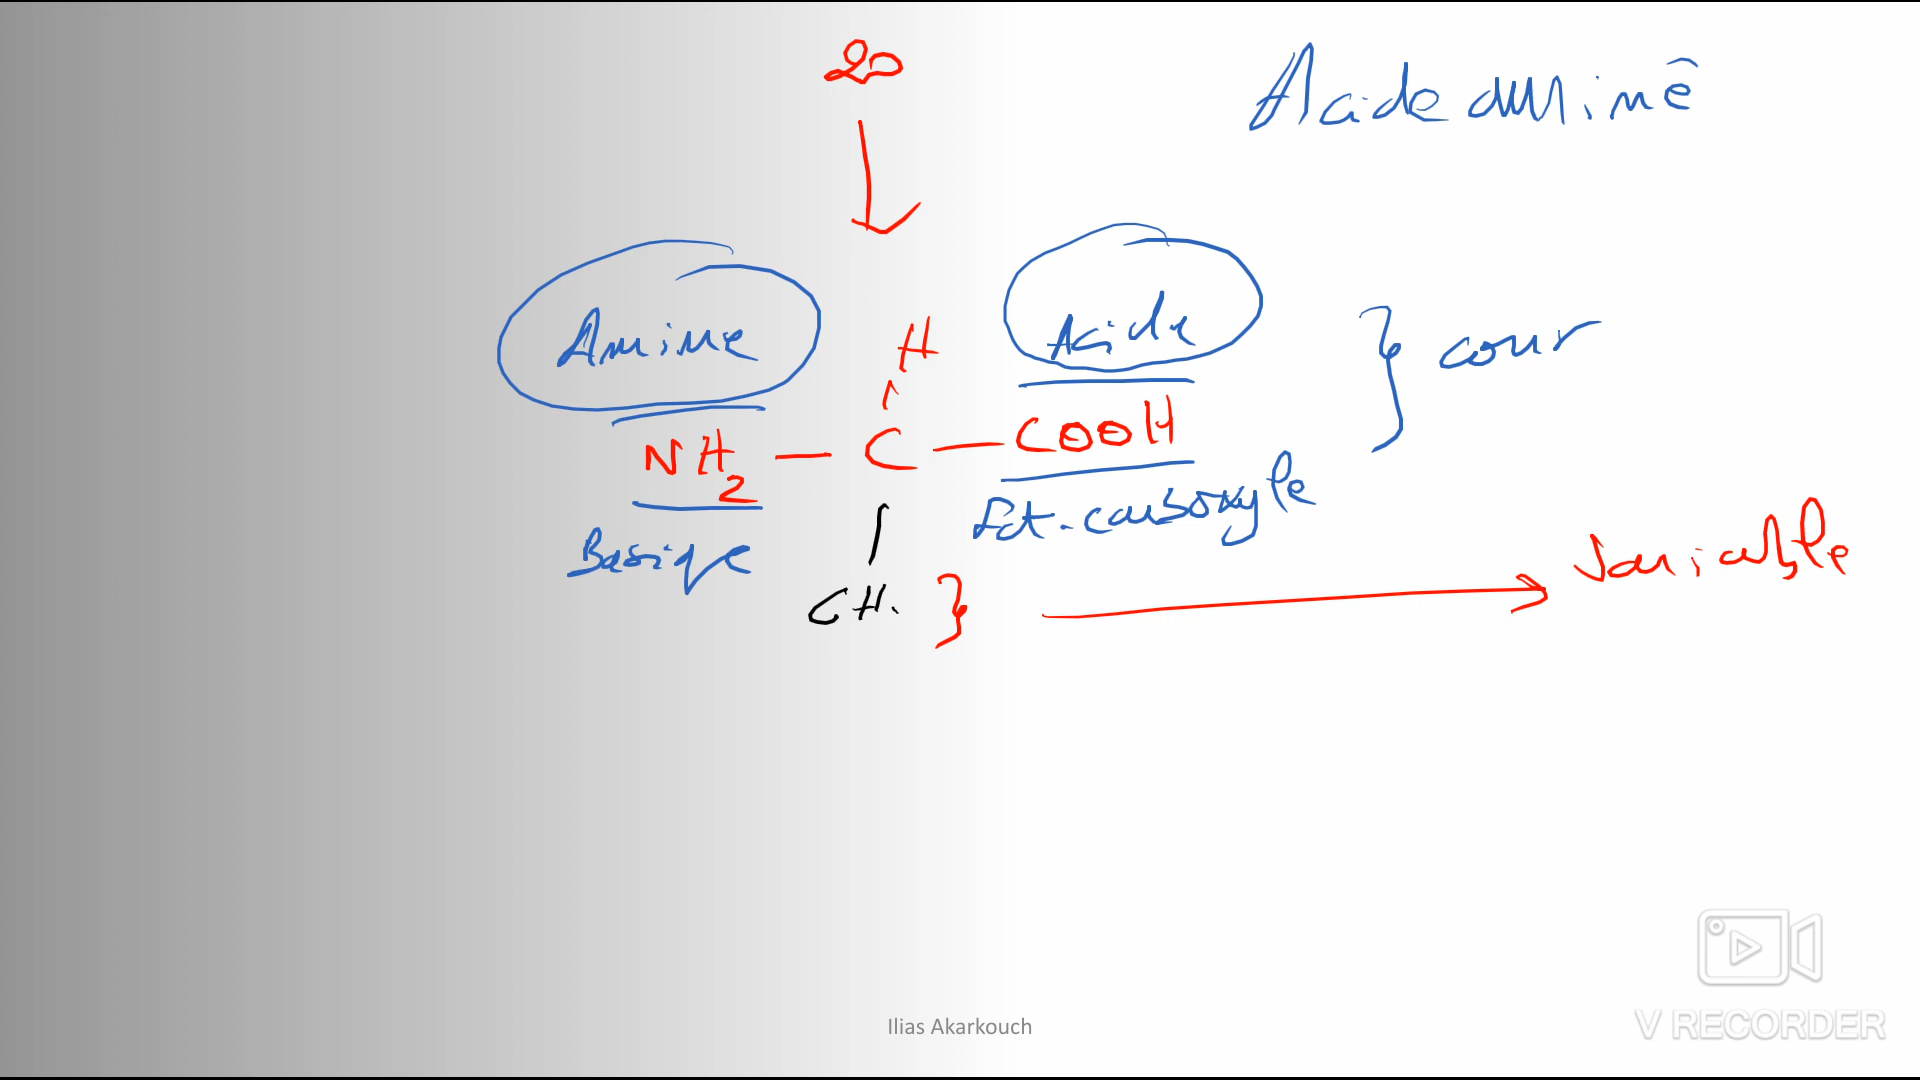 20
Acide aminé
Amine
Acide
} cour
H
NH2 — C — COOH
Basique
Fct-carboxyle
CH. }
Variable
Ilias Akarkouch
V RECORDER